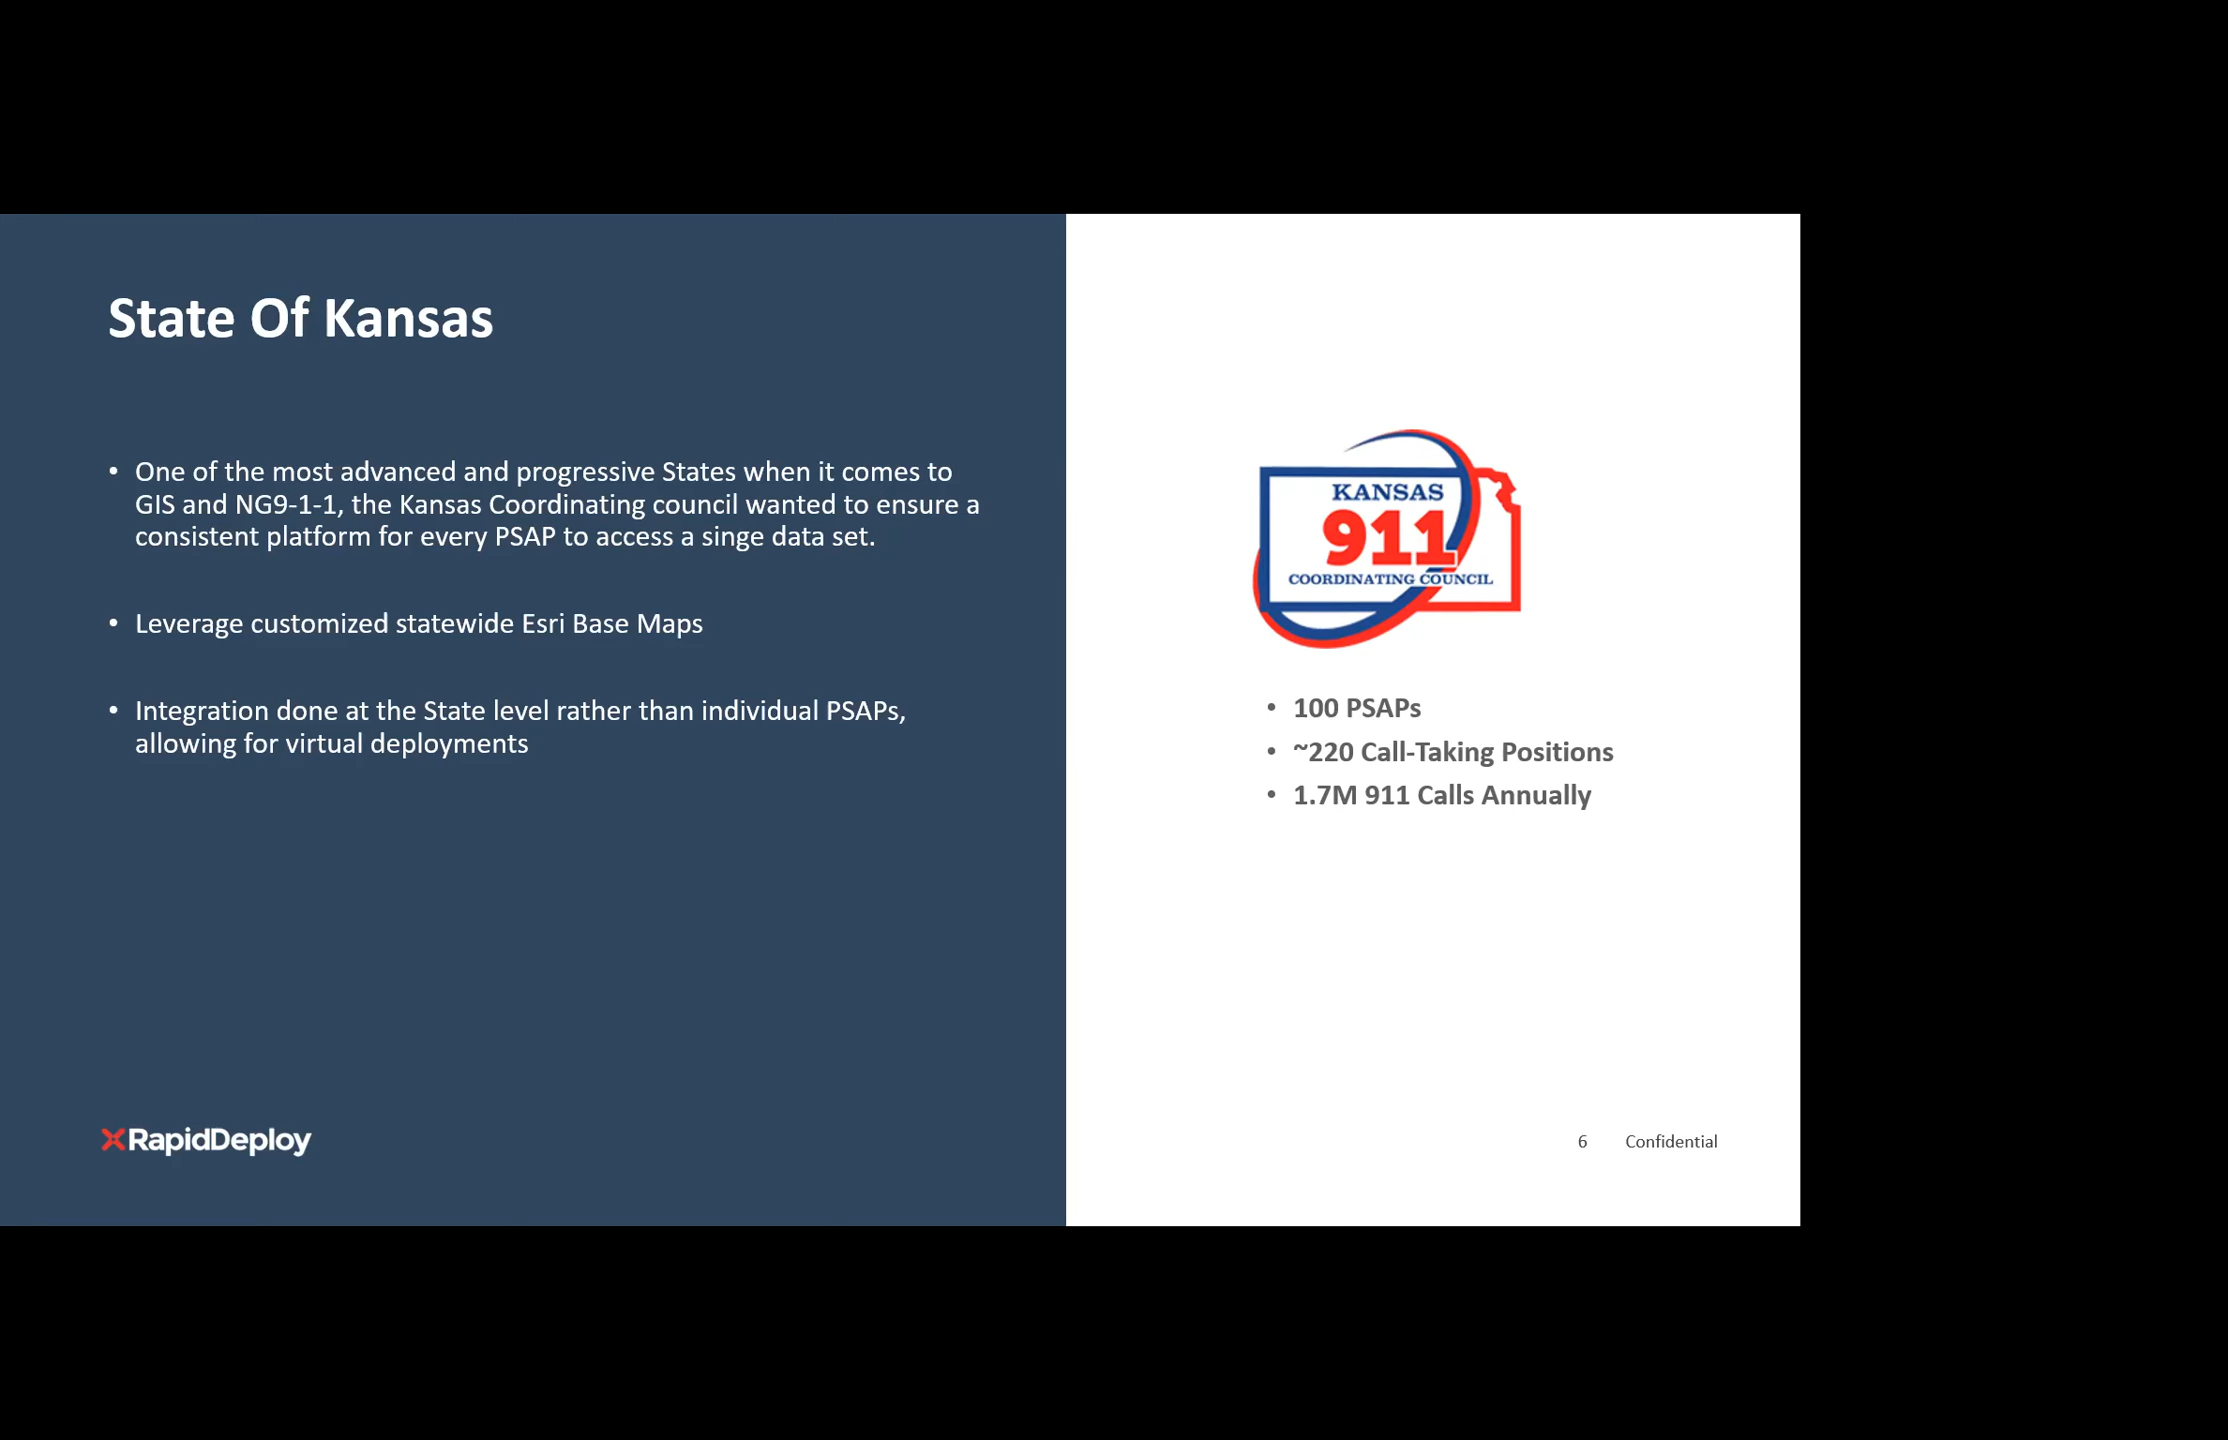 State Of Kansas
• One of the most advanced and progressive States when it comes to
GIS and NG9-1-1, the Kansas Coordinating council wanted to ensure a
consistent platform for every PSAP to access a singe data set.
• Leverage customized statewide Esri Base Maps
• Integration done at the State level rather than individual PSAPs,
allowing for virtual deployments
RapidDeploy
KANSAS
911
COORDINATING COUNCIL
• 100 PSAPs
• ~220 Call-Taking Positions
• 1.7M 911 Calls Annually
6 Confidential